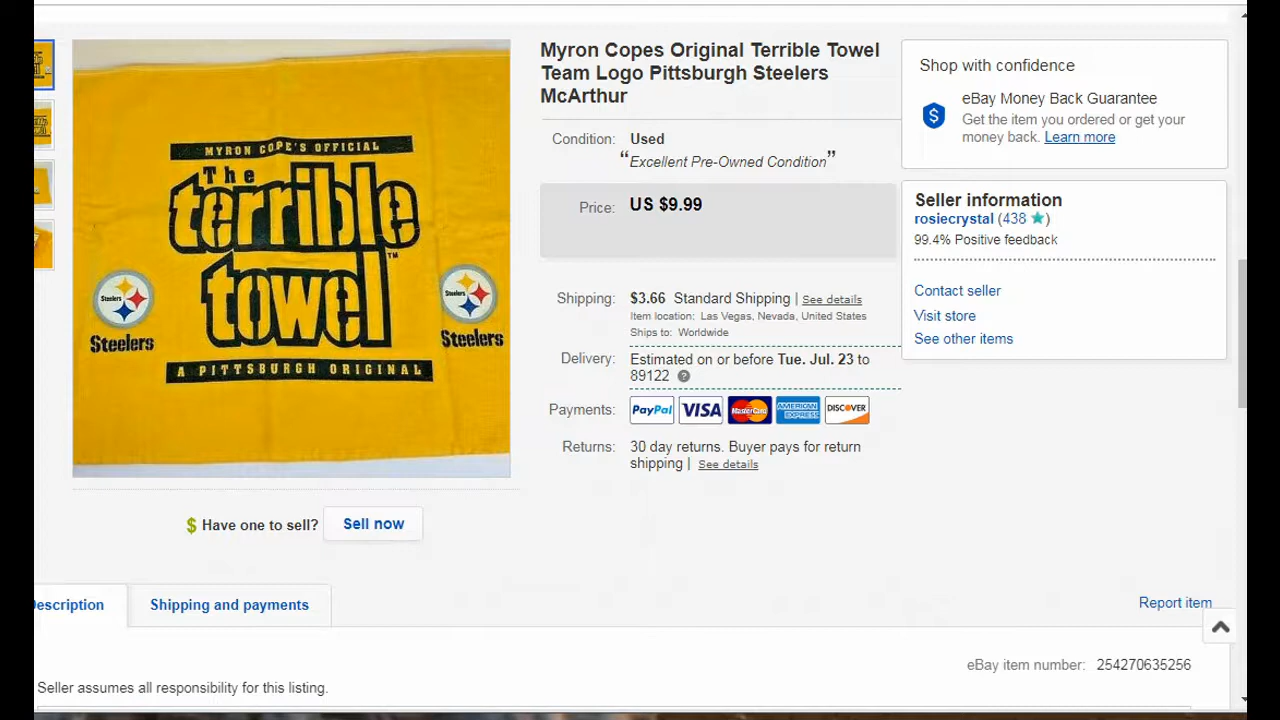 MYRON COPE'S OFFICIAL
The
terrible
towel
TM
Steelers
Steelers
Steelers
Steelers
A PITTSBURGH ORIGINAL
$ Have one to sell? Sell now
Myron Copes Original Terrible Towel
Team Logo Pittsburgh Steelers
McArthur
Condition: Used
“Excellent Pre-Owned Condition”
Price: US $9.99
Shipping: $3.66 Standard Shipping | See details
Item location: Las Vegas, Nevada, United States
Ships to: Worldwide
Delivery: Estimated on or before Tue. Jul. 23 to
89122 ?
Payments: PayPal VISA MasterCard AMERICAN EXPRESS DISCOVER
Returns: 30 day returns. Buyer pays for return
shipping | See details
Shop with confidence
$
eBay Money Back Guarantee
Get the item you ordered or get your
money back. Learn more
Seller information
rosiecrystal (438 ★)
99.4% Positive feedback
Contact seller
Visit store
See other items
escription
Shipping and payments
Report item
eBay item number: 254270635256
Seller assumes all responsibility for this listing.